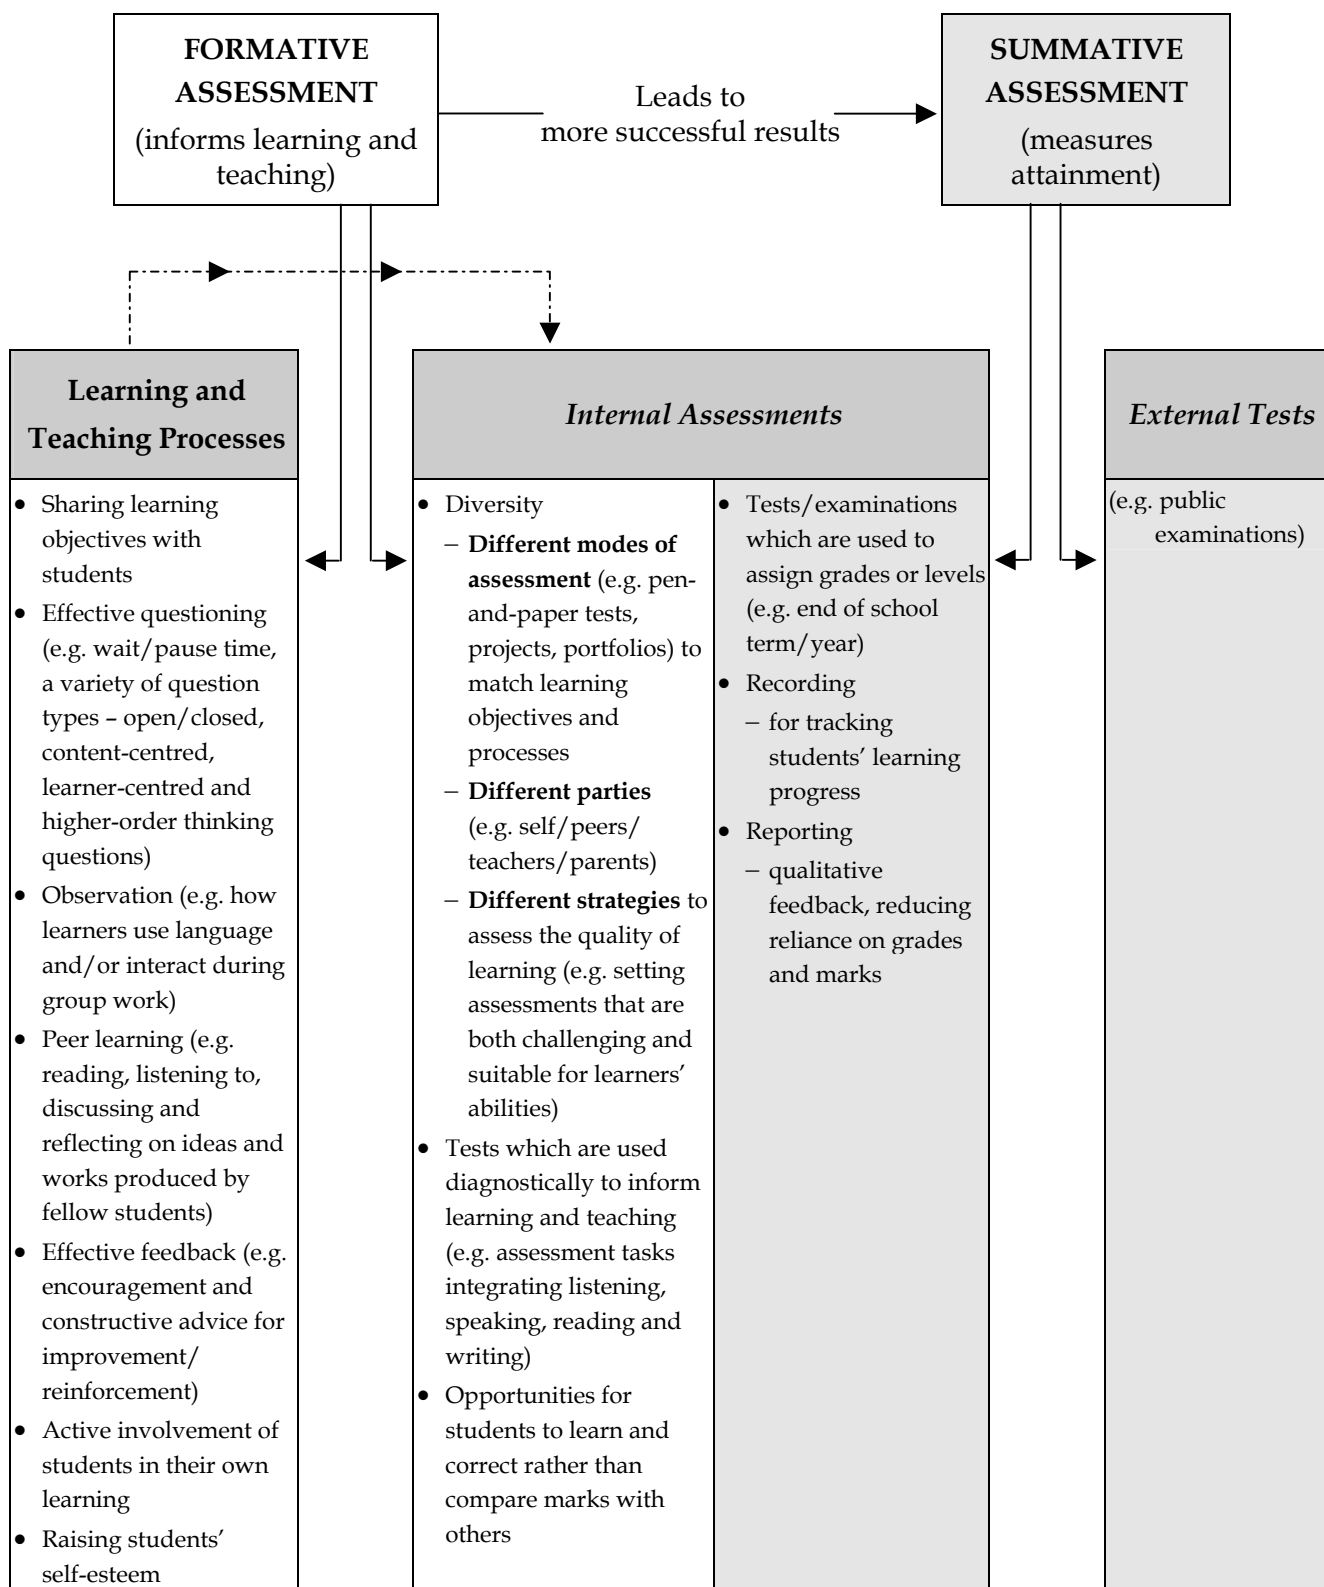 FORMATIVE
ASSESSMENT
(informs learning and
teaching)
Leads to
more successful results
SUMMATIVE
ASSESSMENT
(measures
attainment)
Learning and
Teaching Processes
• Sharing learning
objectives with
students
• Effective questioning
(e.g. wait/pause time,
a variety of question
types – open/closed,
content-centred,
learner-centred and
higher-order thinking
questions)
• Observation (e.g. how
learners use language
and/or interact during
group work)
• Peer learning (e.g.
reading, listening to,
discussing and
reflecting on ideas and
works produced by
fellow students)
• Effective feedback (e.g.
encouragement and
constructive advice for
improvement/
reinforcement)
• Active involvement of
students in their own
learning
• Raising students’
self-esteem
Internal Assessments
• Diversity
– Different modes of
assessment (e.g. pen-
and-paper tests,
projects, portfolios) to
match learning
objectives and
processes
– Different parties
(e.g. self/peers/
teachers/parents)
– Different strategies to
assess the quality of
learning (e.g. setting
assessments that are
both challenging and
suitable for learners’
abilities)
• Tests which are used
diagnostically to inform
learning and teaching
(e.g. assessment tasks
integrating listening,
speaking, reading and
writing)
• Opportunities for
students to learn and
correct rather than
compare marks with
others
• Tests/examinations
which are used to
assign grades or levels
(e.g. end of school
term/year)
• Recording
– for tracking
students’ learning
progress
• Reporting
– qualitative
feedback, reducing
reliance on grades
and marks
External Tests
(e.g. public
examinations)